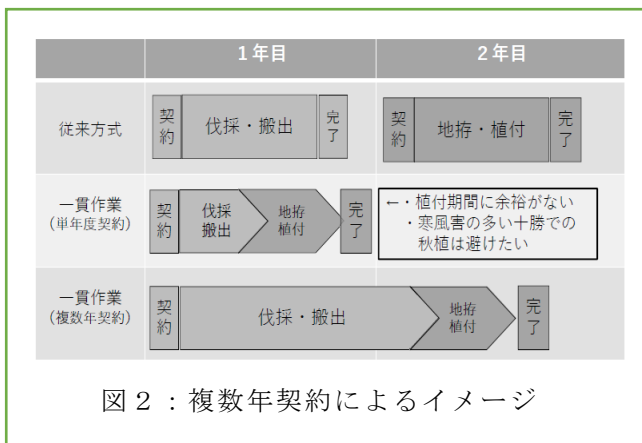 1年目
2年目
従来方式
契約
伐採・搬出
完了
契約
地拵・植付
完了
一貫作業
(単年度契約)
契約
伐採
搬出
地拵
植付
完了
←・植付期間に余裕がない
・寒風害の多い十勝での
秋植は避けたい
一貫作業
(複数年契約)
契約
伐採・搬出
地拵
植付
完了
図2:複数年契約によるイメージ